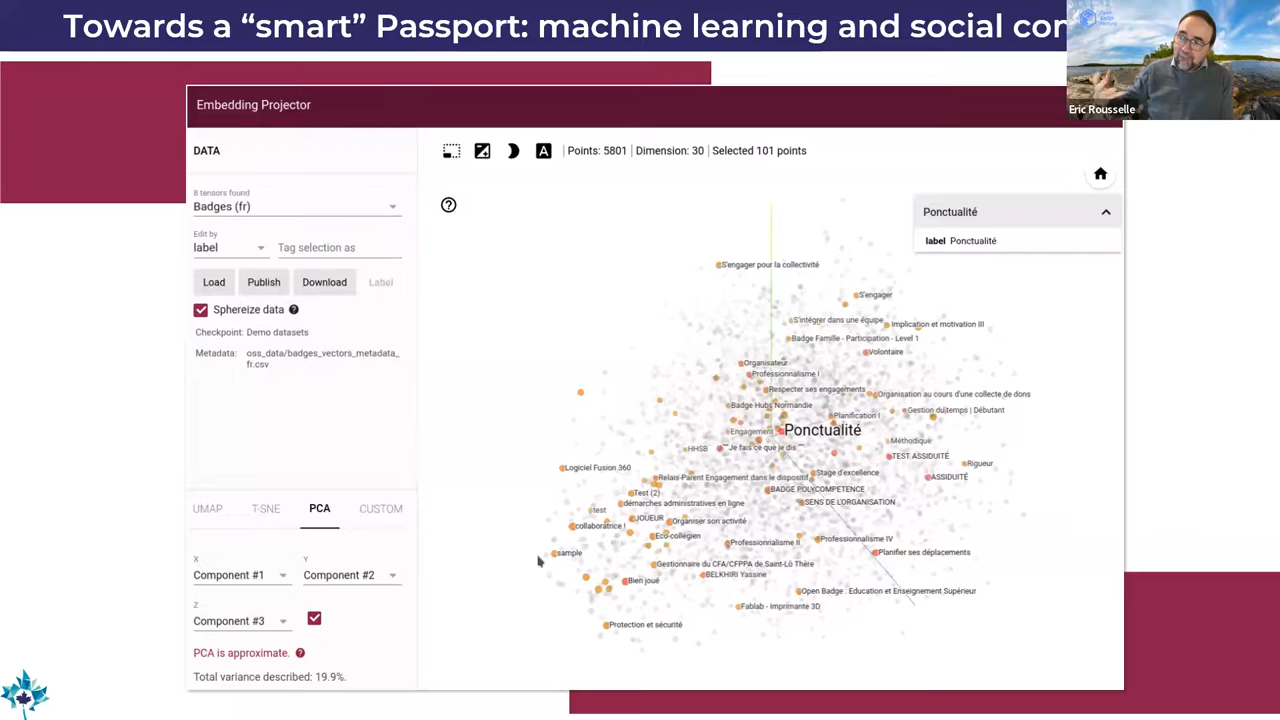 Towards a “smart” Passport: machine learning and social con
Eric Rousselle
Embedding Projector
DATA
8 tensors found
Badges (fr)
Edit by
label
Tag selection as
Load
Publish
Download
Label
Sphereize data
Checkpoint: Demo datasets
Metadata: oss_data/badges_vectors_metadata_
fr.csv
UMAP
T-SNE
PCA
CUSTOM
X
Component #1
Y
Component #2
Z
Component #3
PCA is approximate.
Total variance described: 19.9%.
A
Points: 5801 | Dimension: 30 | Selected 101 points
Ponctualité
label Ponctualité
S'engager pour la collectivité
S'engager
S'intégrer dans une équipe
Implication et motivation III
Badge Famille - Participation - Level 1
Volontaire
Organisateur
Professionnalisme I
Respecter ses engagements
Organisation au cours d'une collecte de dons
Badge Hubs Normandie
Gestion du temps | Débutant
Planification I
Engagement
Ponctualité
Méthodique
HHSB
"Je fais ce que je dis "
TEST ASSIDUITÉ
Rigueur
Logiciel Fusion 360
Relais-Parent Engagement dans le dispositif
Stage d'excellence
ASSIDUITÉ
Test (2)
BADGE POLYCOMPETENCE
démarches administratives en ligne
SENS DE L'ORGANISATION
test
JOUEUR
Organiser son activité
collaboratrice !
Eco-collégien
Professionnalisme II
Professionnalisme IV
sample
Planifier ses déplacements
Gestionnaire du CFA/CFPPA de Saint-Lô Thère
BELKHIRI Yassine
Bien joué
Open Badge : Education et Enseignement Supérieur
Fablab - Imprimante 3D
Protection et sécurité